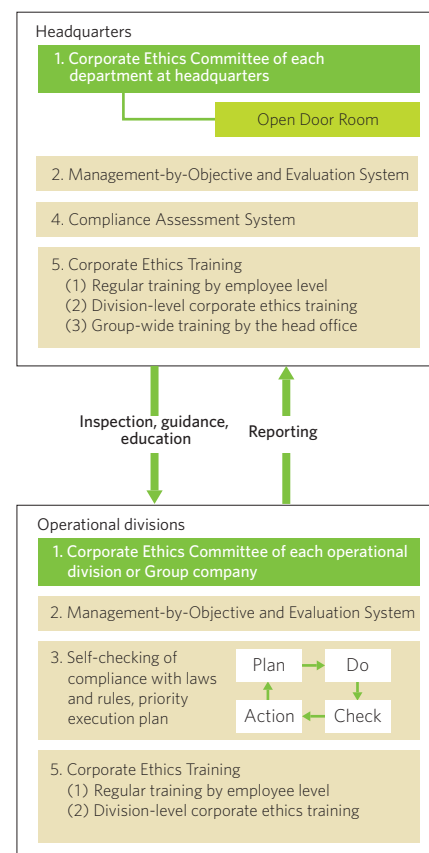 Headquarters
1. Corporate Ethics Committee of each
department at headquarters
Open Door Room
2. Management-by-Objective and Evaluation System
4. Compliance Assessment System
5. Corporate Ethics Training
(1) Regular training by employee level
(2) Division-level corporate ethics training
(3) Group-wide training by the head office
Inspection, guidance,
education
Reporting
Operational divisions
1. Corporate Ethics Committee of each operational
division or Group company
2. Management-by-Objective and Evaluation System
3. Self-checking of
compliance with laws
and rules, priority
execution plan
Plan
Do
Action
Check
5. Corporate Ethics Training
(1) Regular training by employee level
(2) Division-level corporate ethics training